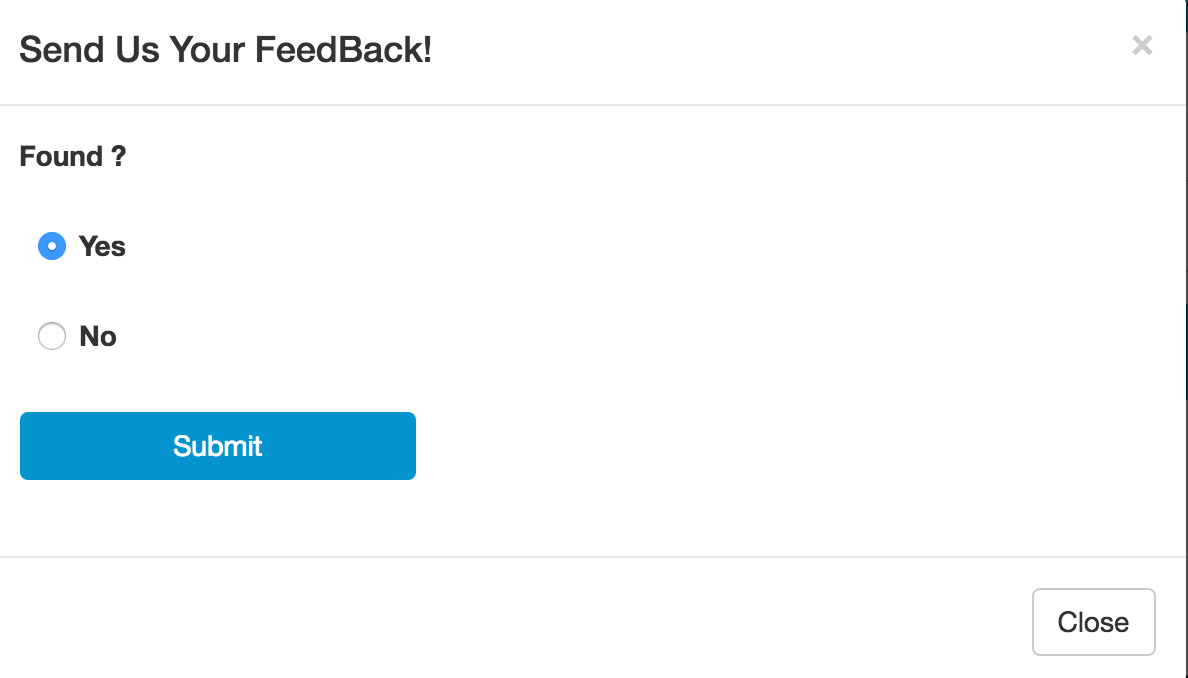 Send Us Your FeedBack!
×
Found ?
Yes
No
Submit
Close